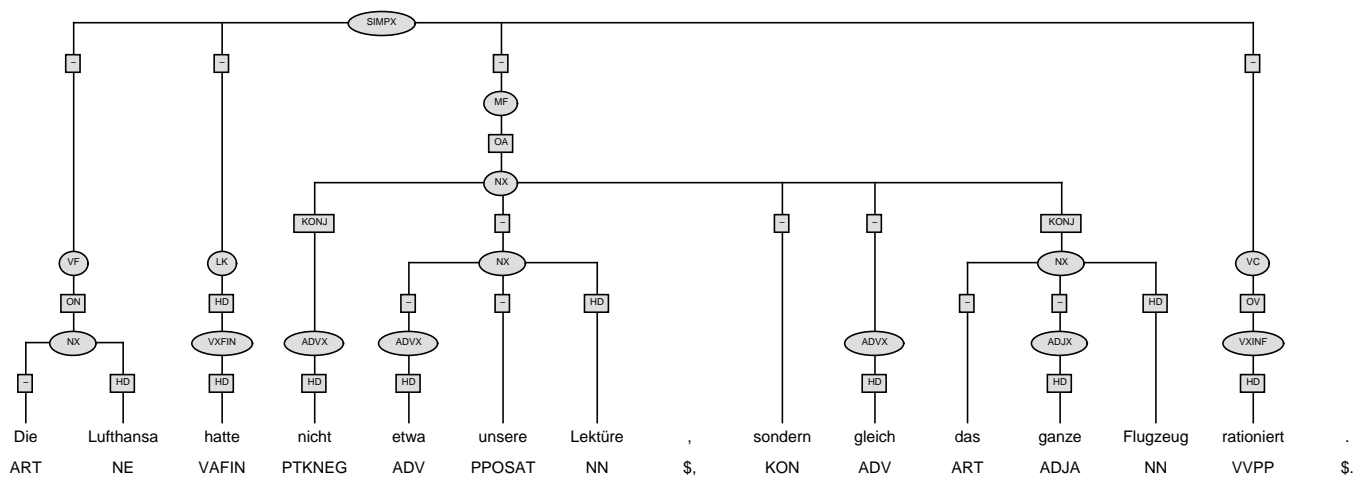 SIMPX
– – – –
MF
OA
NX
KONJ – – – KONJ
VF LK NX NX VC
ON HD – – HD – – HD OV
NX VXFIN ADVX ADVX ADVX ADJX VXINF
– HD HD HD HD HD HD HD
Die Lufthansa hatte nicht etwa unsere Lektüre , sondern gleich das ganze Flugzeug rationiert .
ART NE VAFIN PTKNEG ADV PPOSAT NN $, KON ADV ART ADJA NN VVPP $.